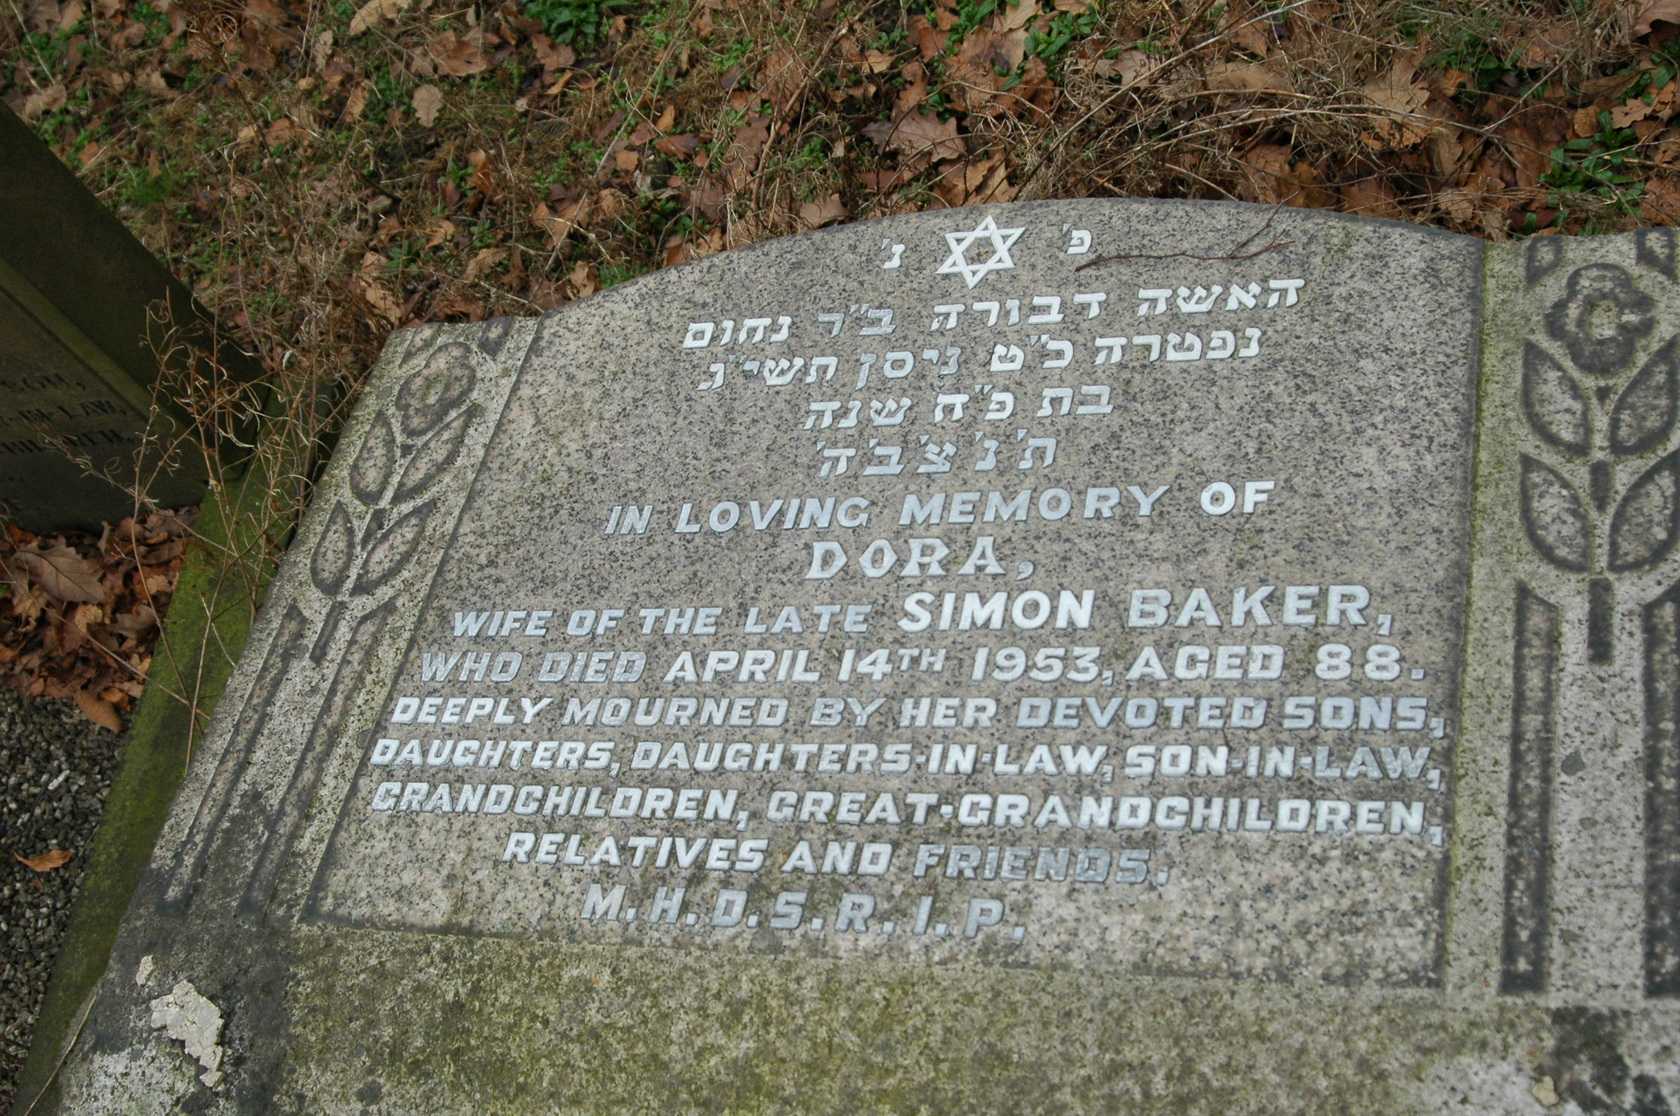 פ' נ'
האשה דבורה ב"ר נחום
נפטרה כ"ט ניסן תשי"ג
בת פ"ח שנה
ת'נ'צ'ב'ה'
IN LOVING MEMORY OF
DORA,
WIFE OF THE LATE SIMON BAKER,
WHO DIED APRIL 14TH 1953, AGED 88.
DEEPLY MOURNED BY HER DEVOTED SONS,
DAUGHTERS, DAUGHTERS-IN-LAW, SON-IN-LAW,
GRANDCHILDREN, GREAT-GRANDCHILDREN,
RELATIVES AND FRIENDS.
M.H.D.S.R.I.P.